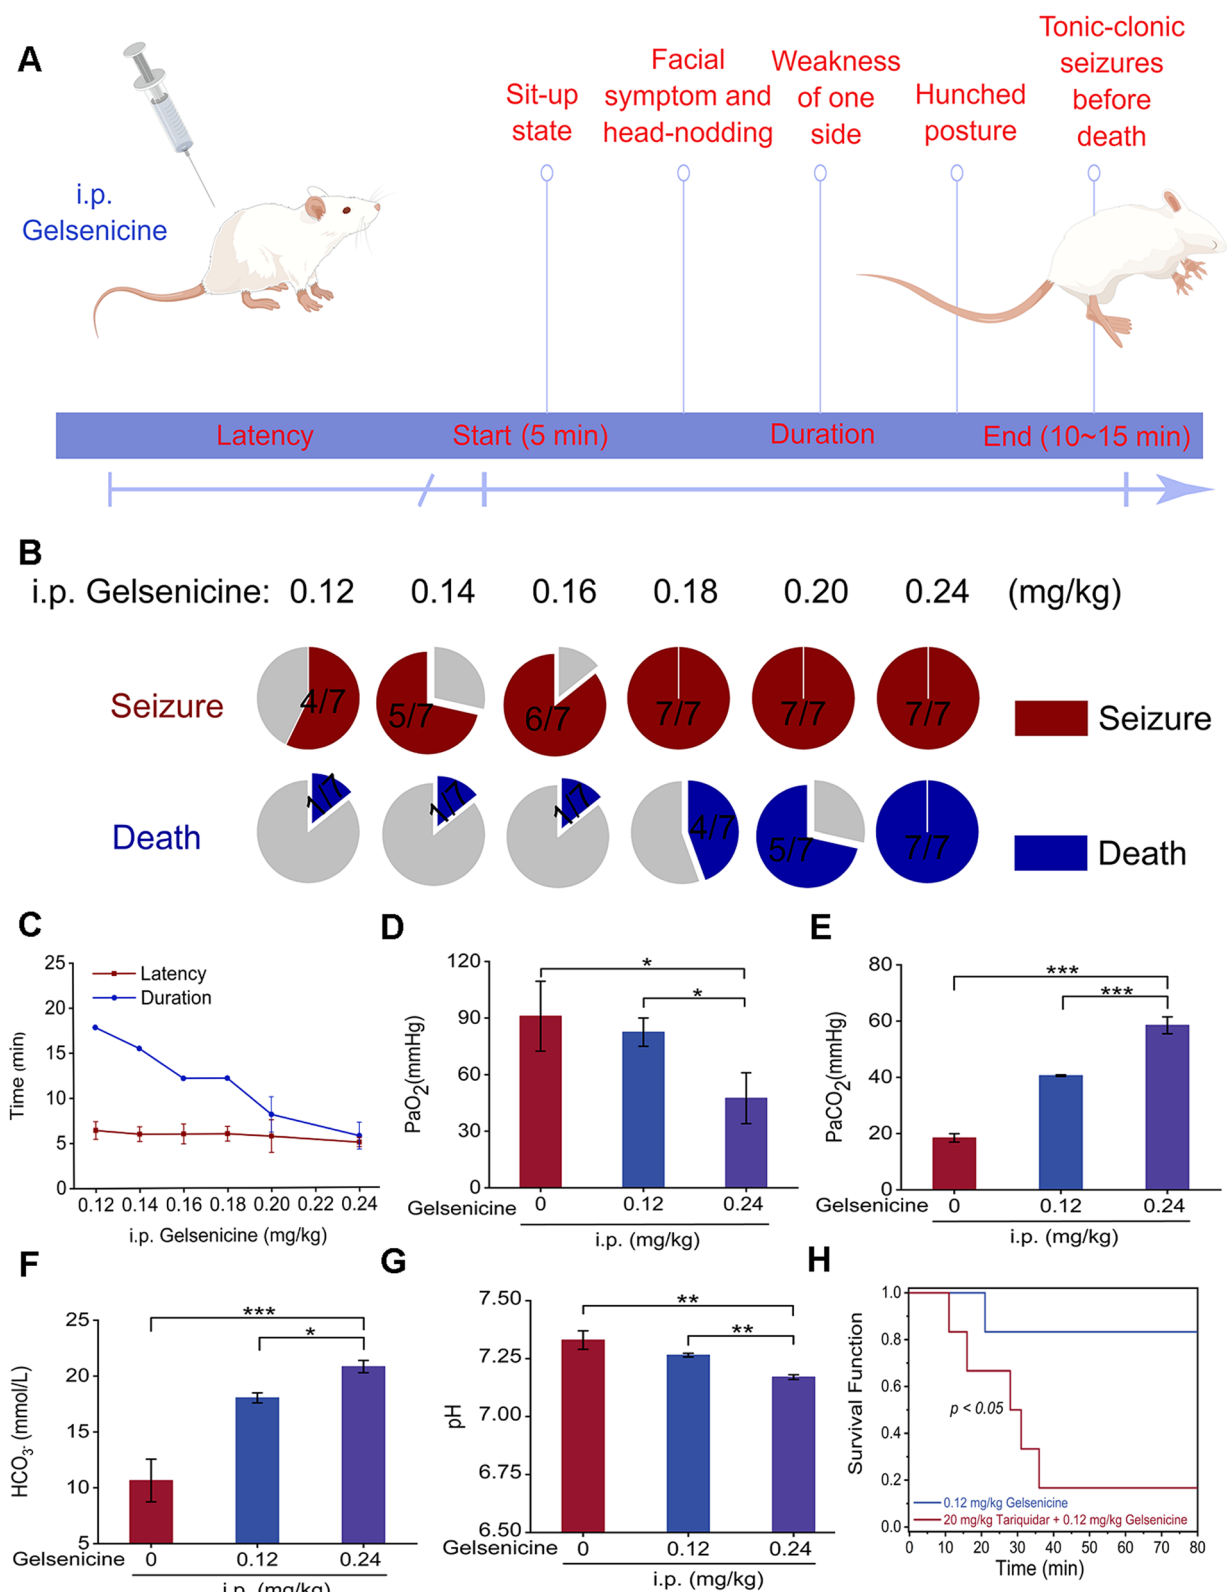 A
i.p.
Gelsenicine
Sit-up
state
Facial
symptom and
head-nodding
Weakness
of one
side
Hunched
posture
Tonic-clonic
seizures
before
death
Latency
Start (5 min)
Duration
End (10~15 min)
B
i.p. Gelsenicine: 0.12 0.14 0.16 0.18 0.20 0.24 (mg/kg)
Seizure
4/7 5/7 6/7 7/7 7/7 7/7
Seizure
Death
1/7 1/7 1/7 4/7 5/7 7/7
Death
C
Time (min)
25
20
15
10
5
0
Latency
Duration
0.12 0.14 0.16 0.18 0.20 0.22 0.24
i.p. Gelsenicine (mg/kg)
D
PaO2(mmHg)
120
90
60
30
0
*
*
Gelsenicine 0 0.12 0.24
i.p. (mg/kg)
E
PaCO2(mmHg)
80
60
40
20
0
***
***
Gelsenicine 0 0.12 0.24
i.p. (mg/kg)
F
HCO3- (mmol/L)
25
20
15
10
5
***
*
Gelsenicine 0 0.12 0.24
i.p. (mg/kg)
G
pH
7.50
7.25
7.00
6.75
6.50
**
**
Gelsenicine 0 0.12 0.24
i.p. (mg/kg)
H
Survival Function
1.0
0.8
0.6
0.4
0.2
0.0
p < 0.05
0.12 mg/kg Gelsenicine
20 mg/kg Tariquidar + 0.12 mg/kg Gelsenicine
0 10 20 30 40 50 60 70 80
Time (min)